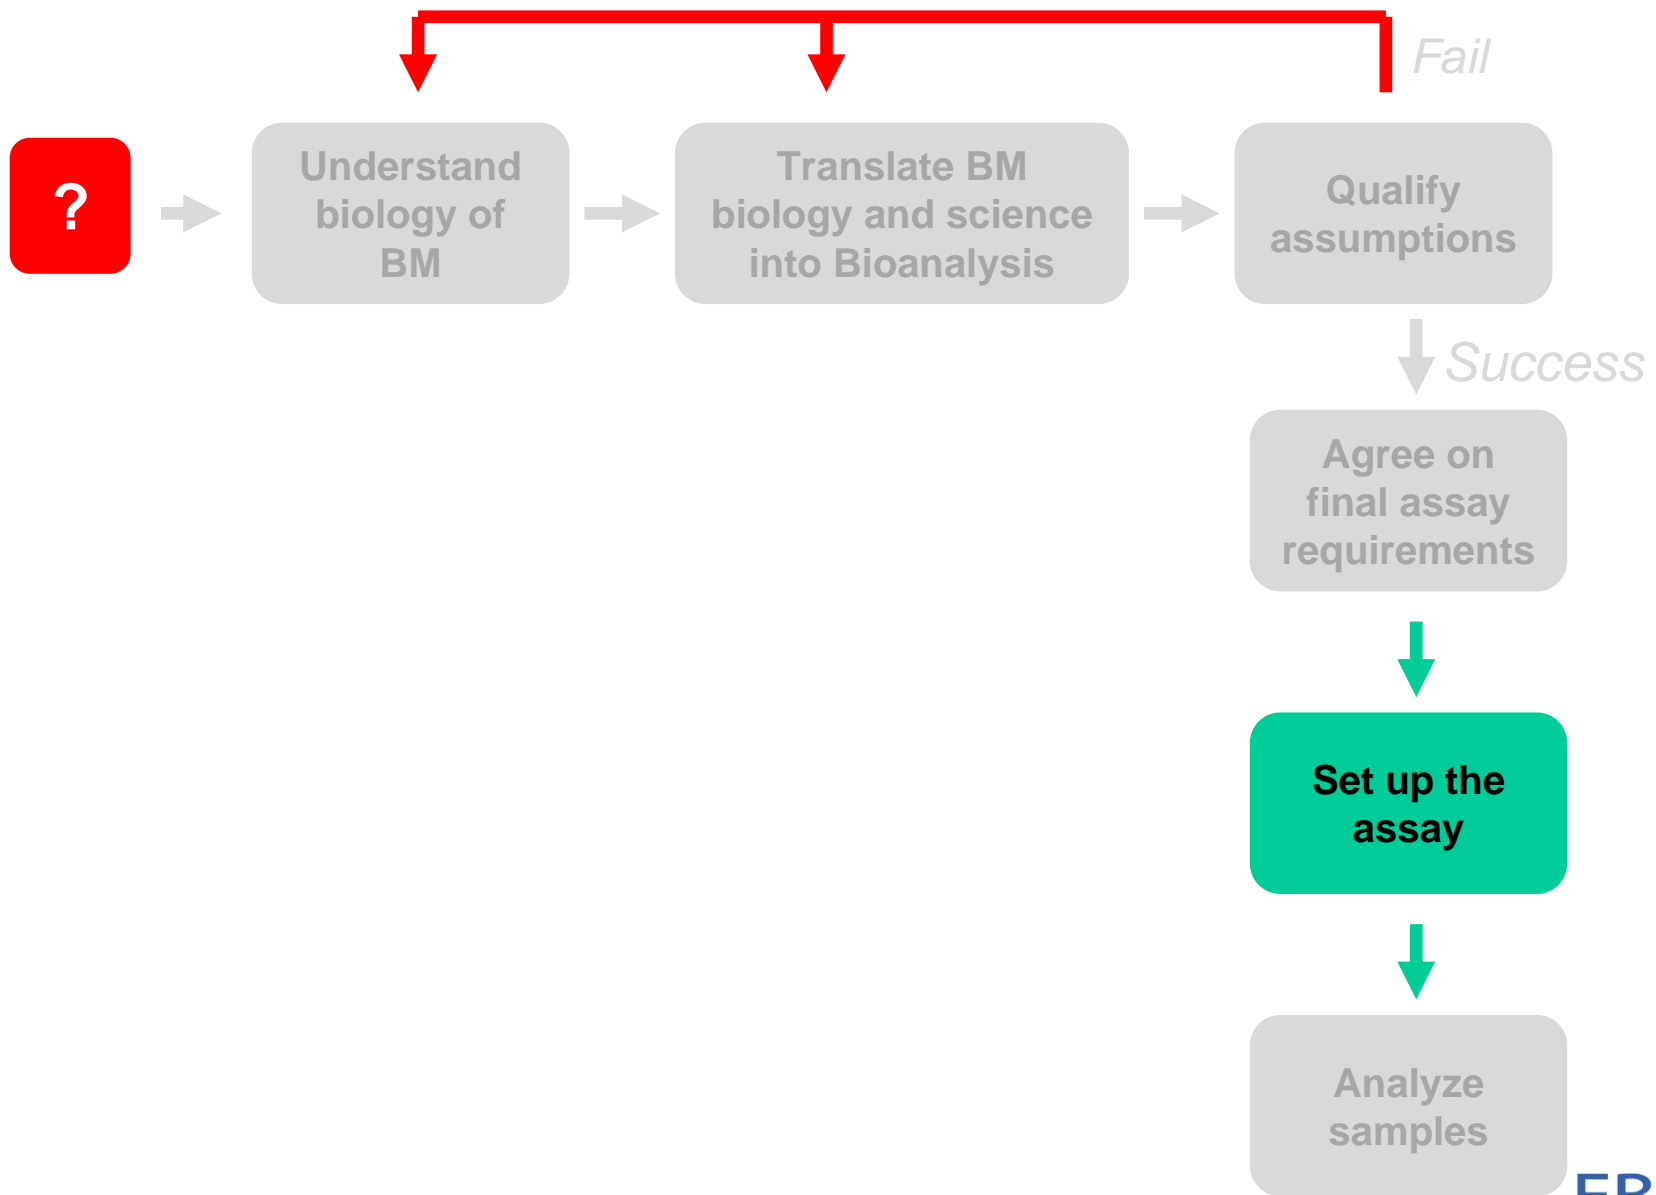 Fail
?
Understand
biology of
BM
Translate BM
biology and science
into Bioanalysis
Qualify
assumptions
Success
Agree on
final assay
requirements
Set up the
assay
Analyze
samples